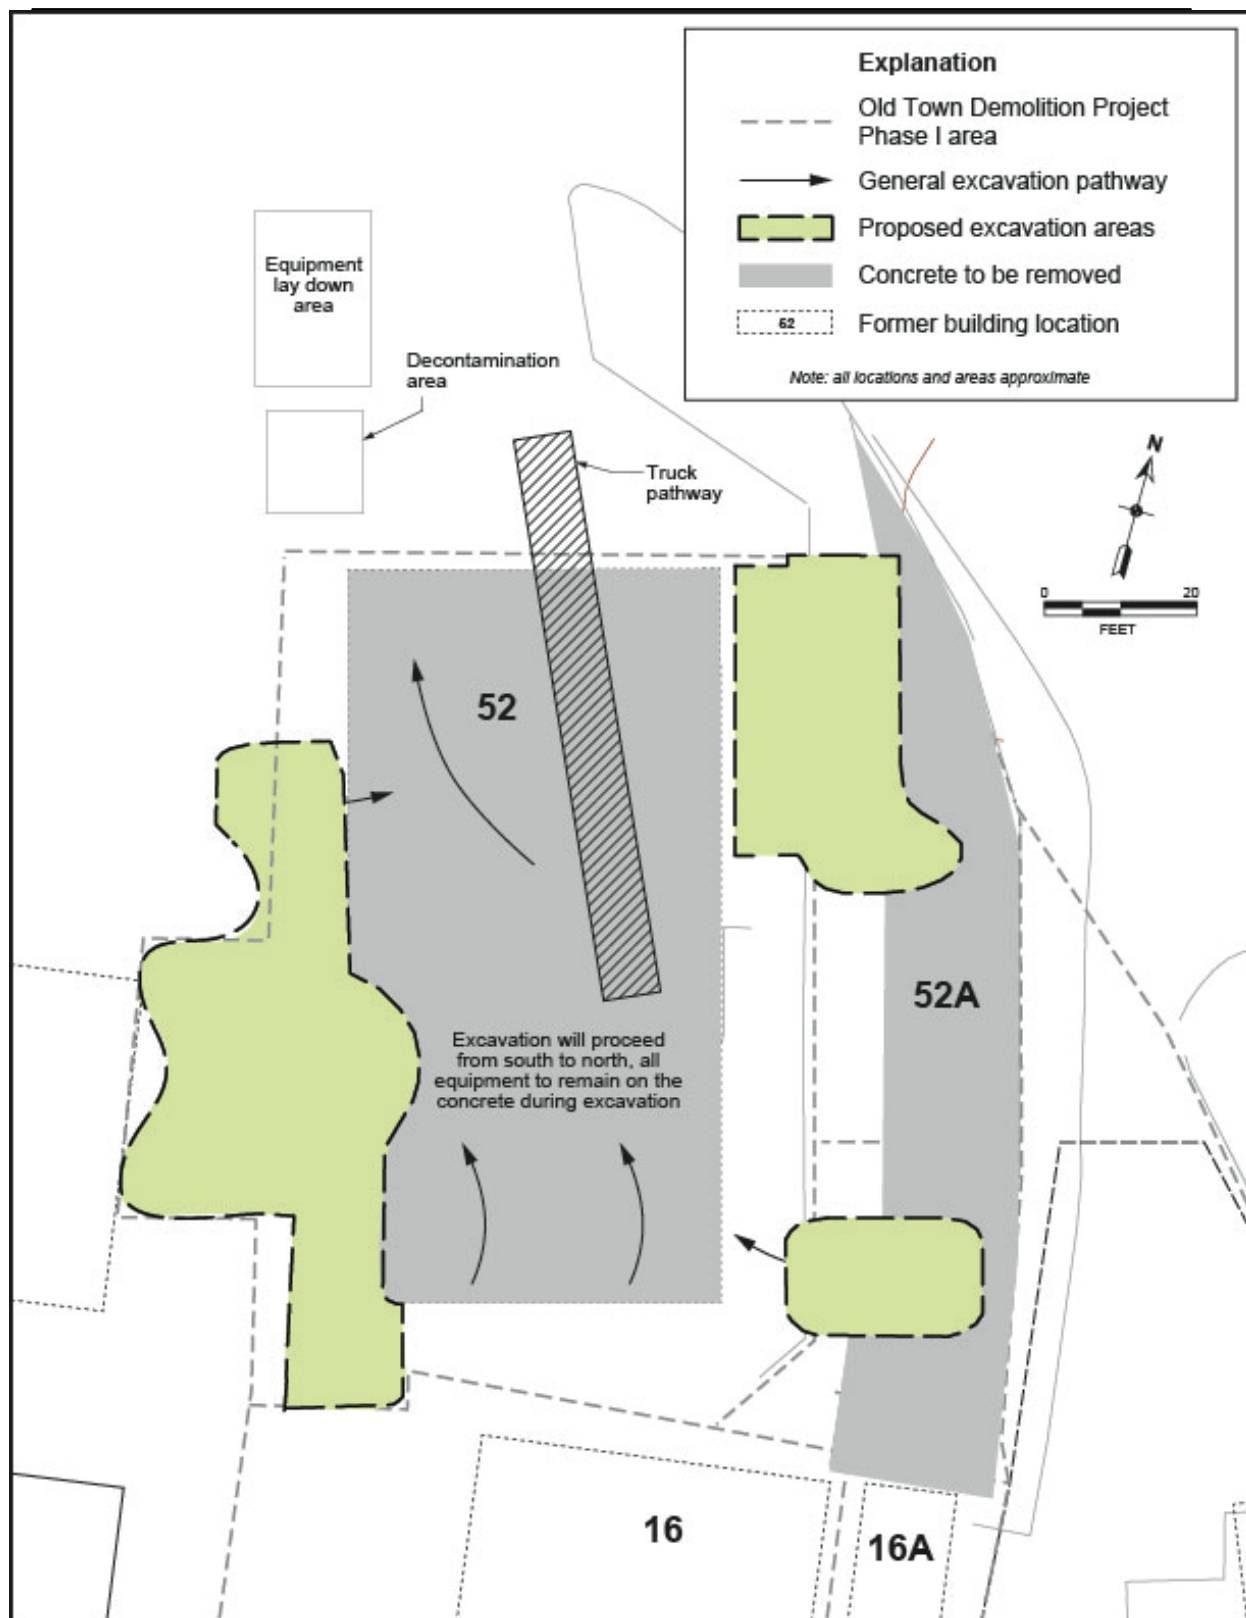 Explanation
Old Town Demolition Project
Phase I area
General excavation pathway
Proposed excavation areas
Concrete to be removed
52
Former building location
Note: all locations and areas approximate
Equipment
lay down
area
Decontamination
area
Truck
pathway
N
0 20
FEET
52
52A
Excavation will proceed
from south to north, all
equipment to remain on the
concrete during excavation
16
16A